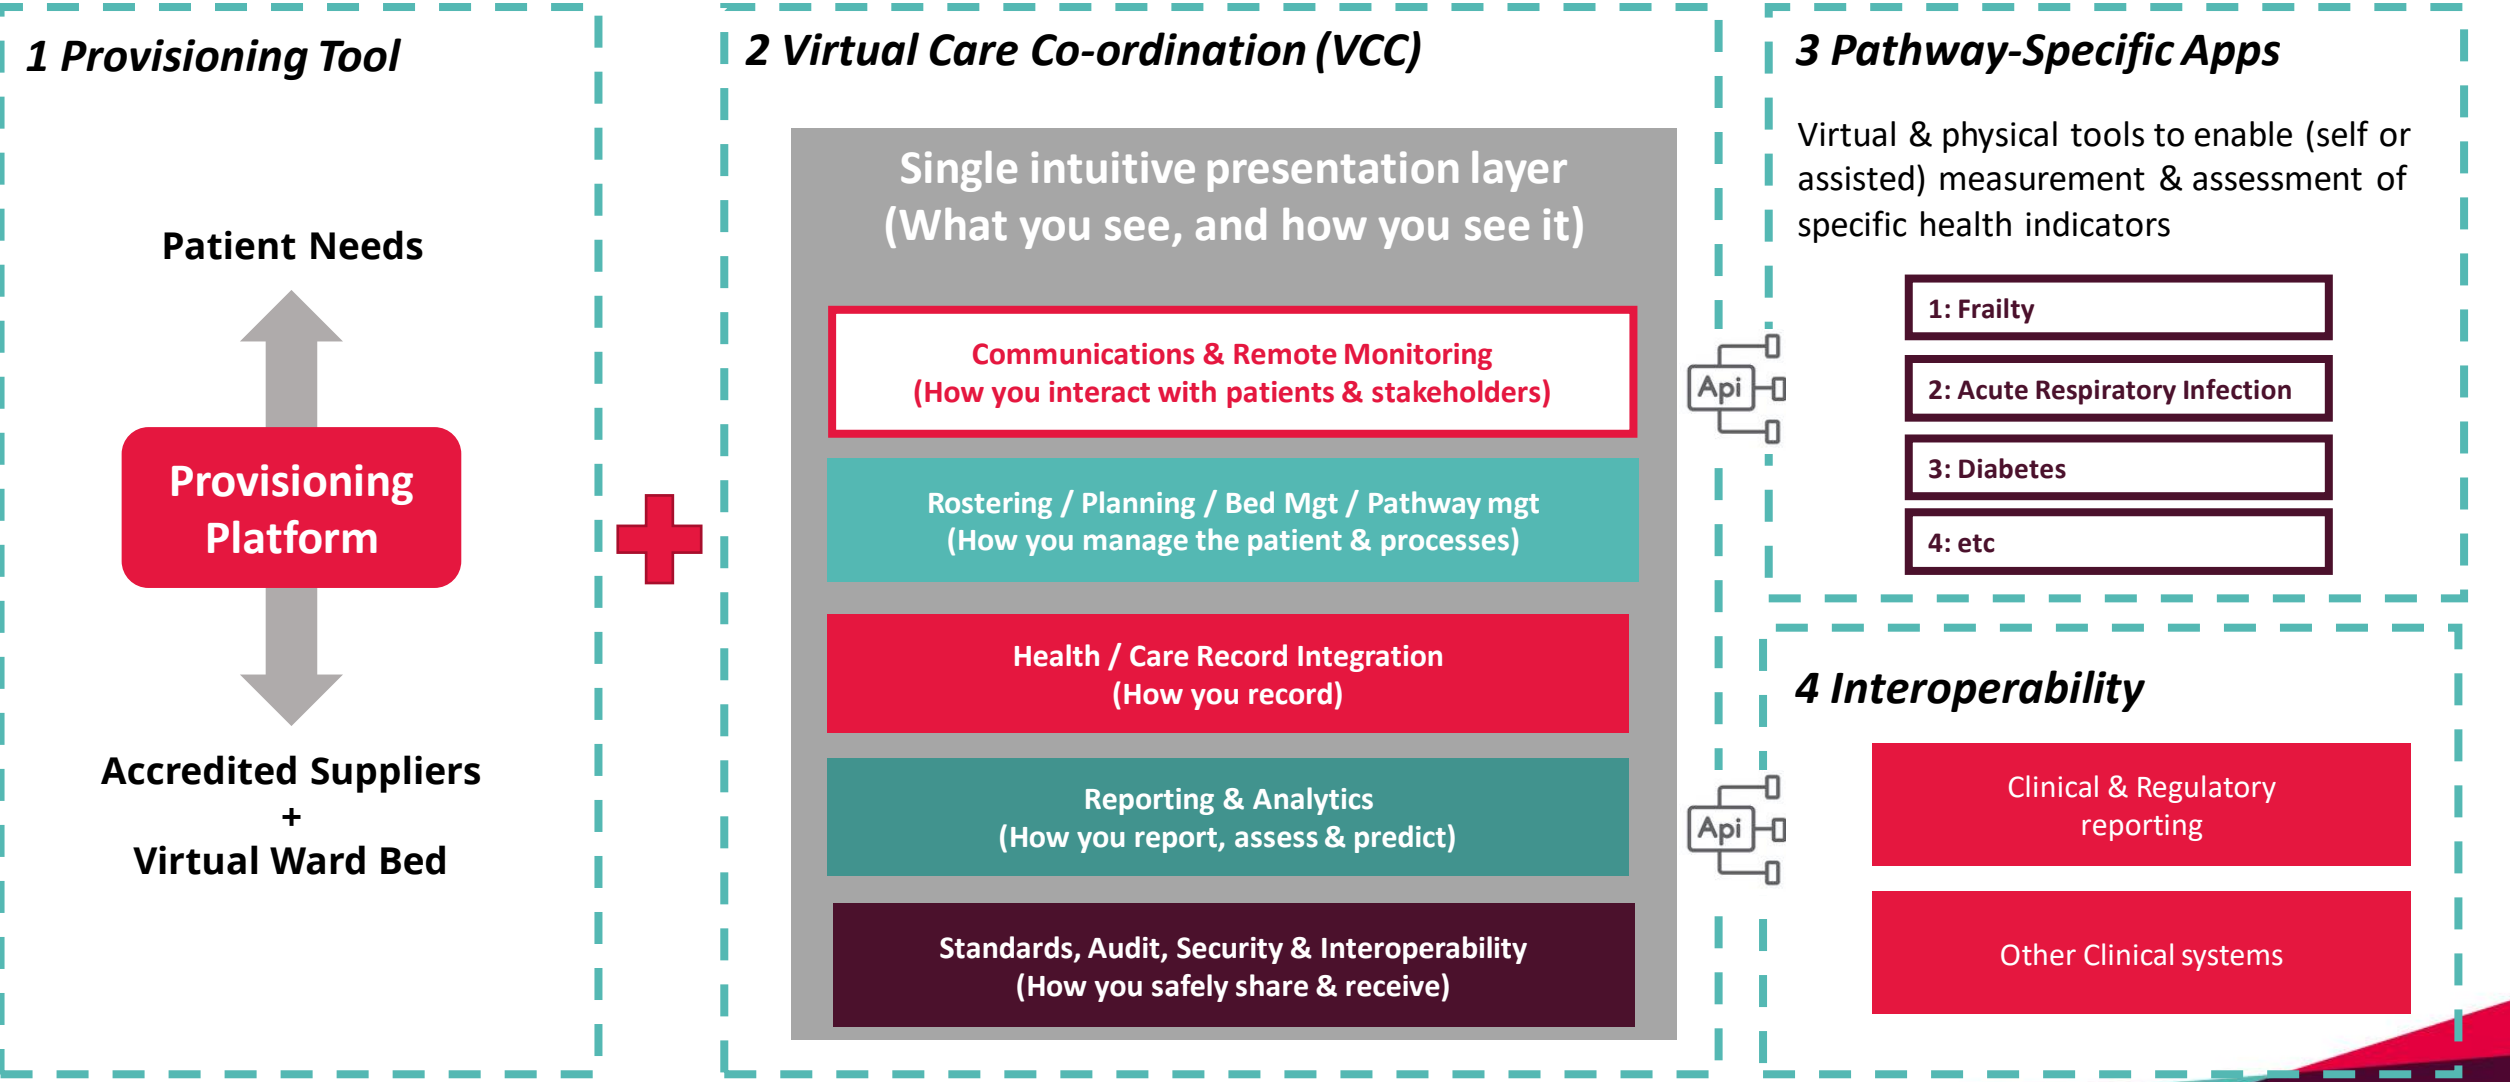 1 Provisioning Tool
Patient Needs
Provisioning
Platform
Accredited Suppliers
+
Virtual Ward Bed
2 Virtual Care Co-ordination (VCC)
Single intuitive presentation layer
(What you see, and how you see it)
Communications & Remote Monitoring
(How you interact with patients & stakeholders)
Rostering / Planning / Bed Mgt / Pathway mgt
(How you manage the patient & processes)
Health / Care Record Integration
(How you record)
Reporting & Analytics
(How you report, assess & predict)
Standards, Audit, Security & Interoperability
(How you safely share & receive)
Api
Api
3 Pathway-Specific Apps
Virtual & physical tools to enable (self or
assisted) measurement & assessment of
specific health indicators
1: Frailty
2: Acute Respiratory Infection
3: Diabetes
4: etc
4 Interoperability
Clinical & Regulatory
reporting
Other Clinical systems